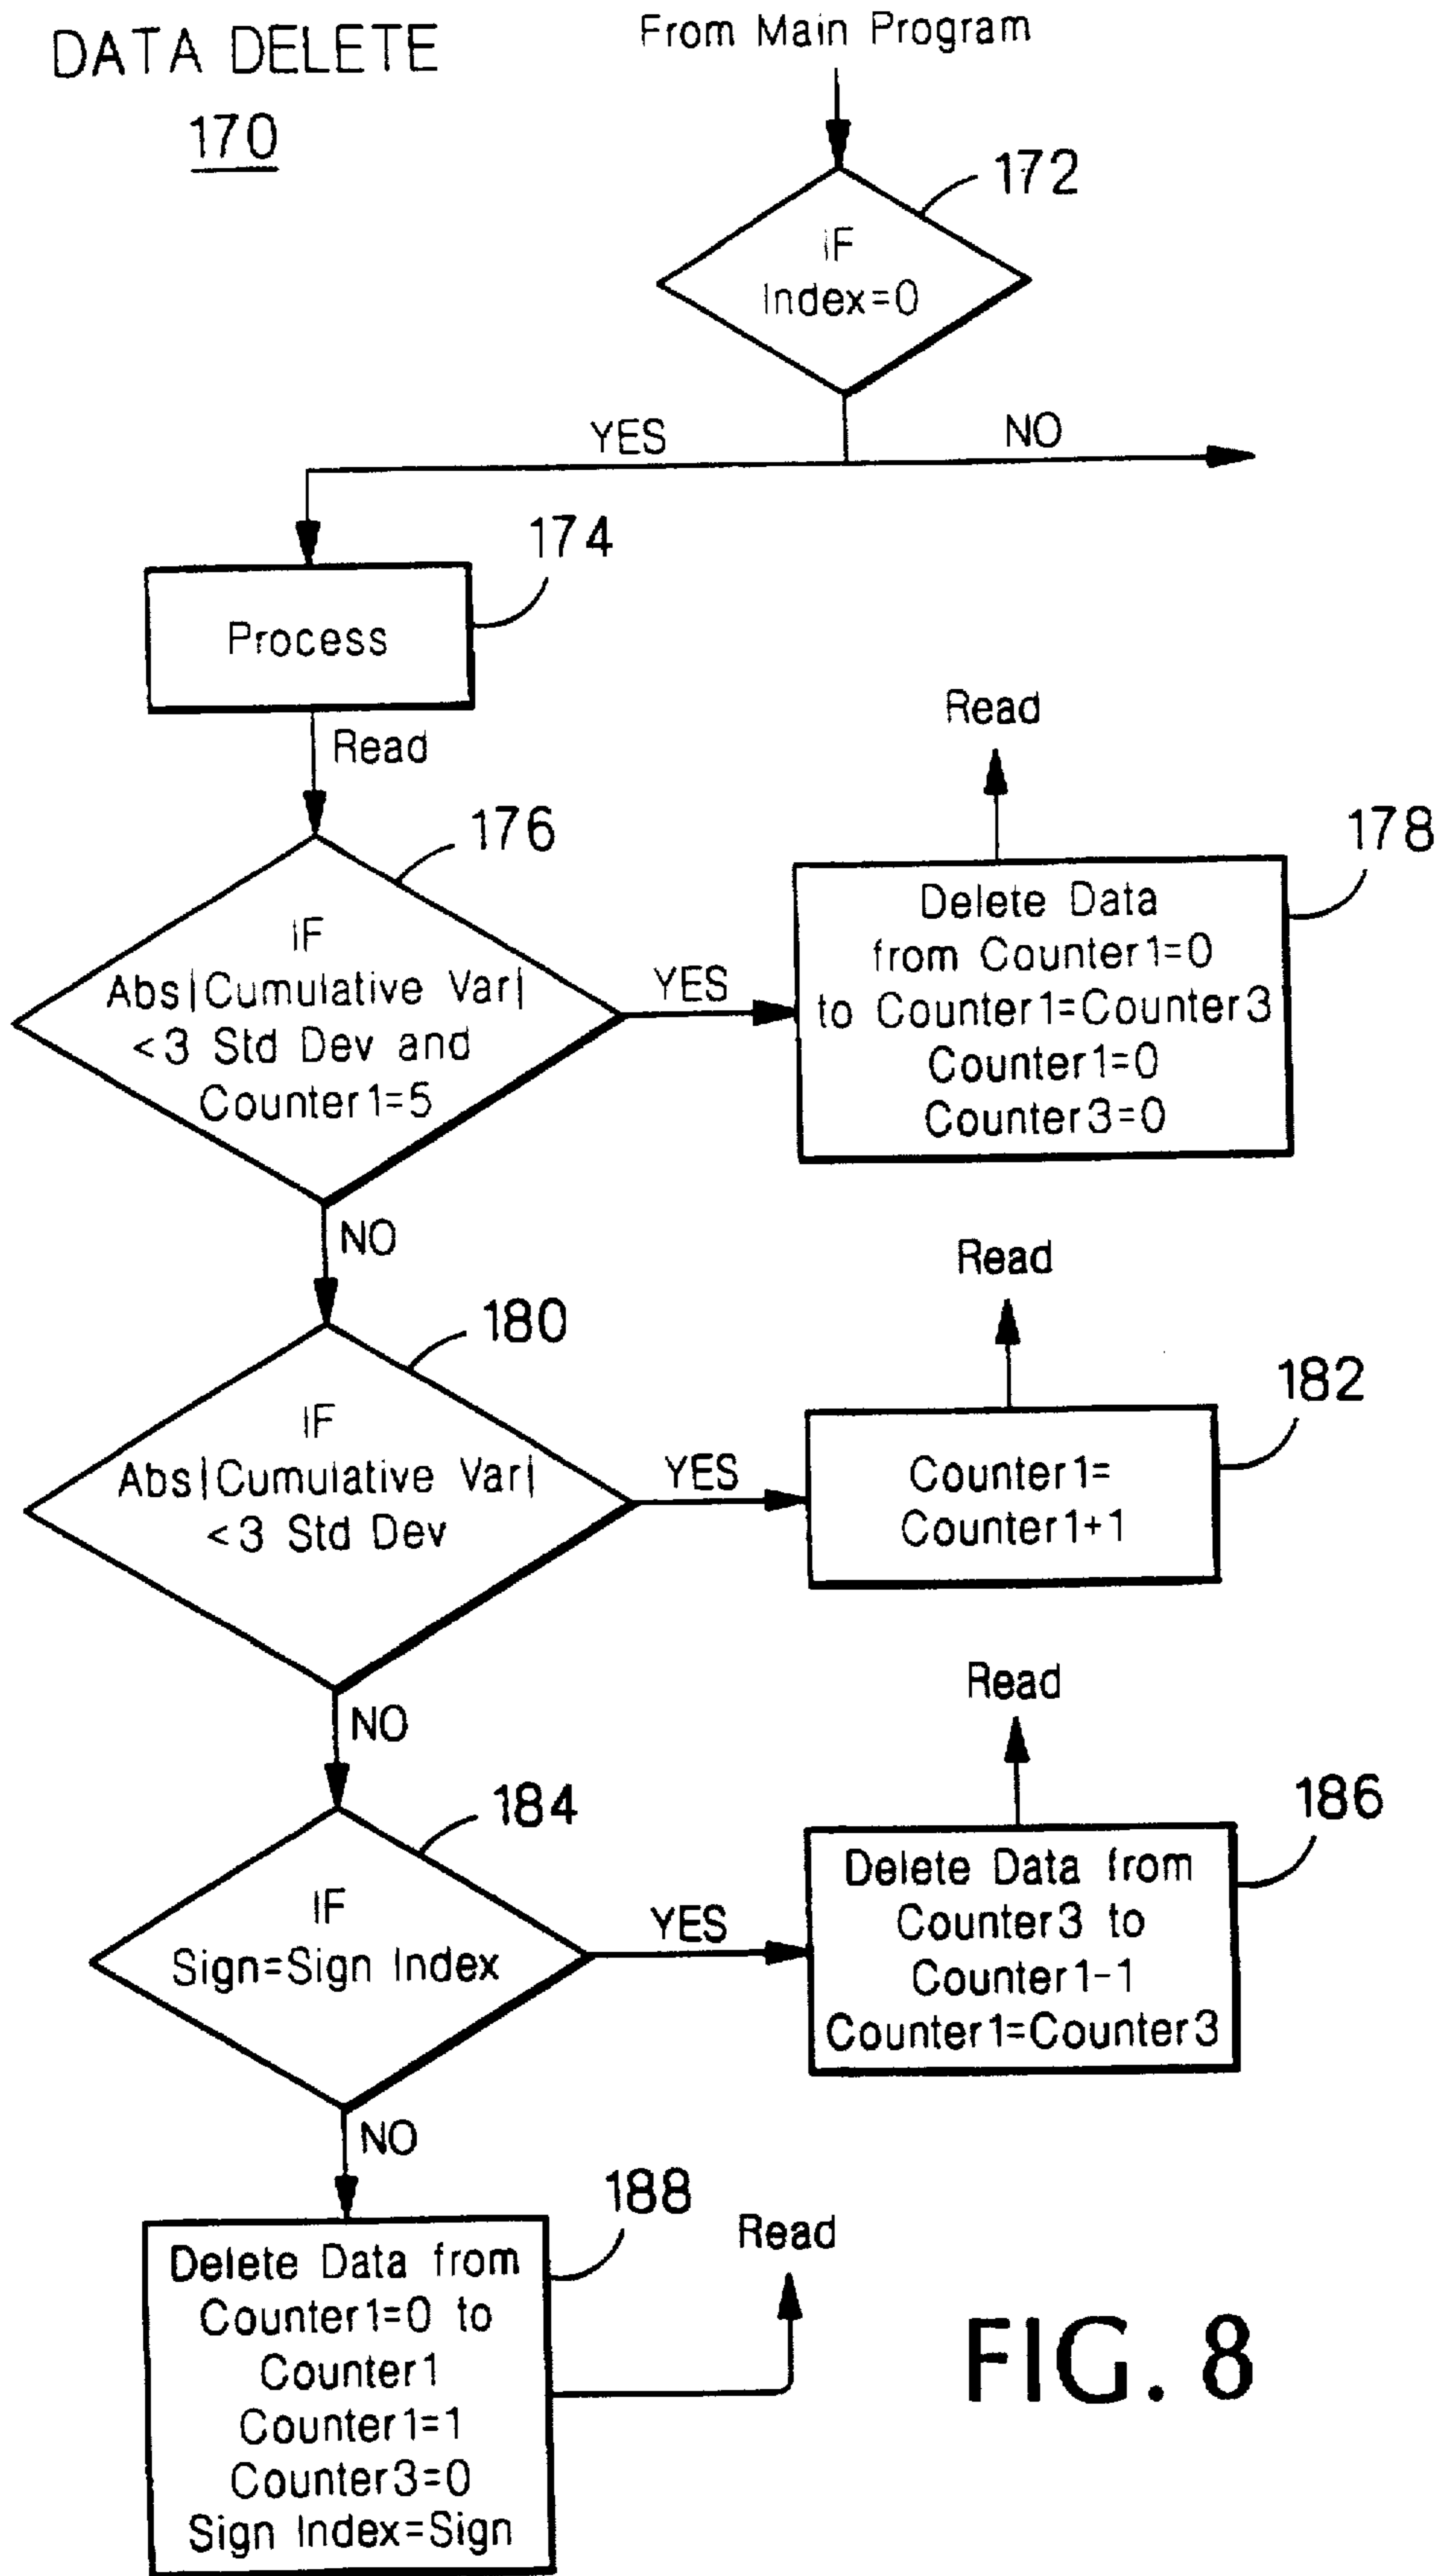 DATA DELETE
170
From Main Program
172
IF
Index=0
YES
NO
174
Process
Read
176
IF
Abs|Cumulative Var|
<3 Std Dev and
Counter1=5
YES
Read
178
Delete Data
from Counter1=0
to Counter1=Counter3
Counter1=0
Counter3=0
NO
180
IF
Abs|Cumulative Var|
<3 Std Dev
YES
Read
182
Counter1=
Counter1+1
NO
184
IF
Sign=Sign Index
YES
Read
186
Delete Data from
Counter3 to
Counter1-1
Counter1=Counter3
NO
188
Delete Data from
Counter1=0 to
Counter1
Counter1=1
Counter3=0
Sign Index=Sign
Read
FIG. 8